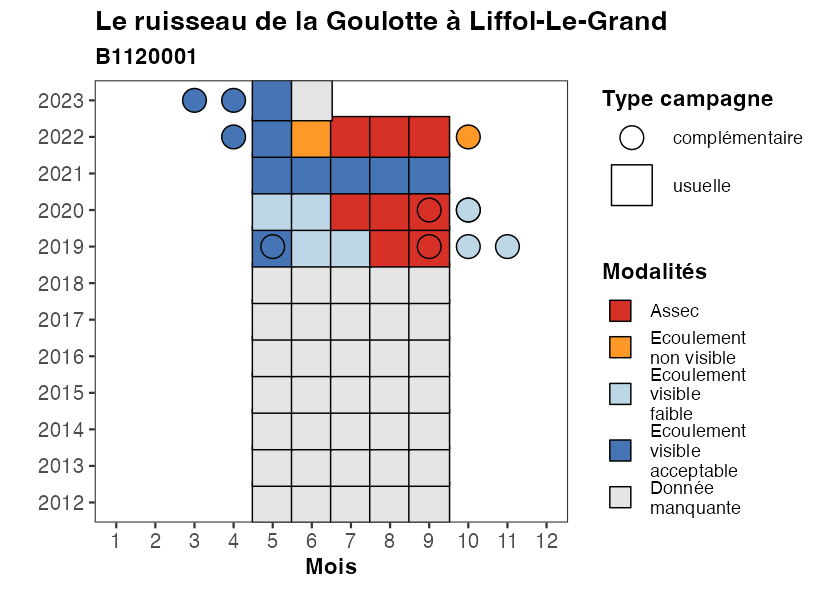 Le ruisseau de la Goulotte à Liffol-Le-Grand
B1120001
2023
2022
2021
2020
2019
2018
2017
2016
2015
2014
2013
2012
1 2 3 4 5 6 7 8 9 10 11 12
Mois
Type campagne
complémentaire
usuelle
Modalités
Assec
Ecoulement
non visible
Ecoulement
visible
faible
Ecoulement
visible
acceptable
Donnée
manquante